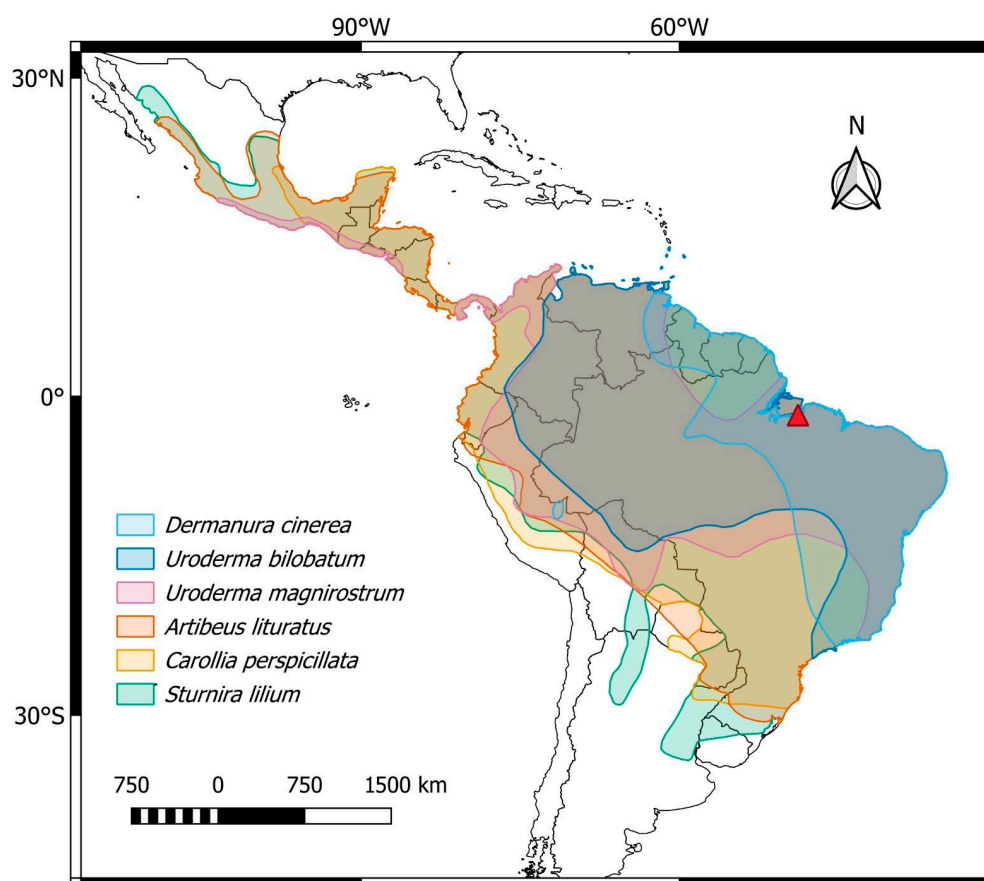 90°W 60°W
30°N
N
0°
Dermanura cinerea
Uroderma bilobatum
Uroderma magnirostrum
Artibeus lituratus
Carollia perspicillata
Sturnira lilium
30°S
750 0 750 1500 km